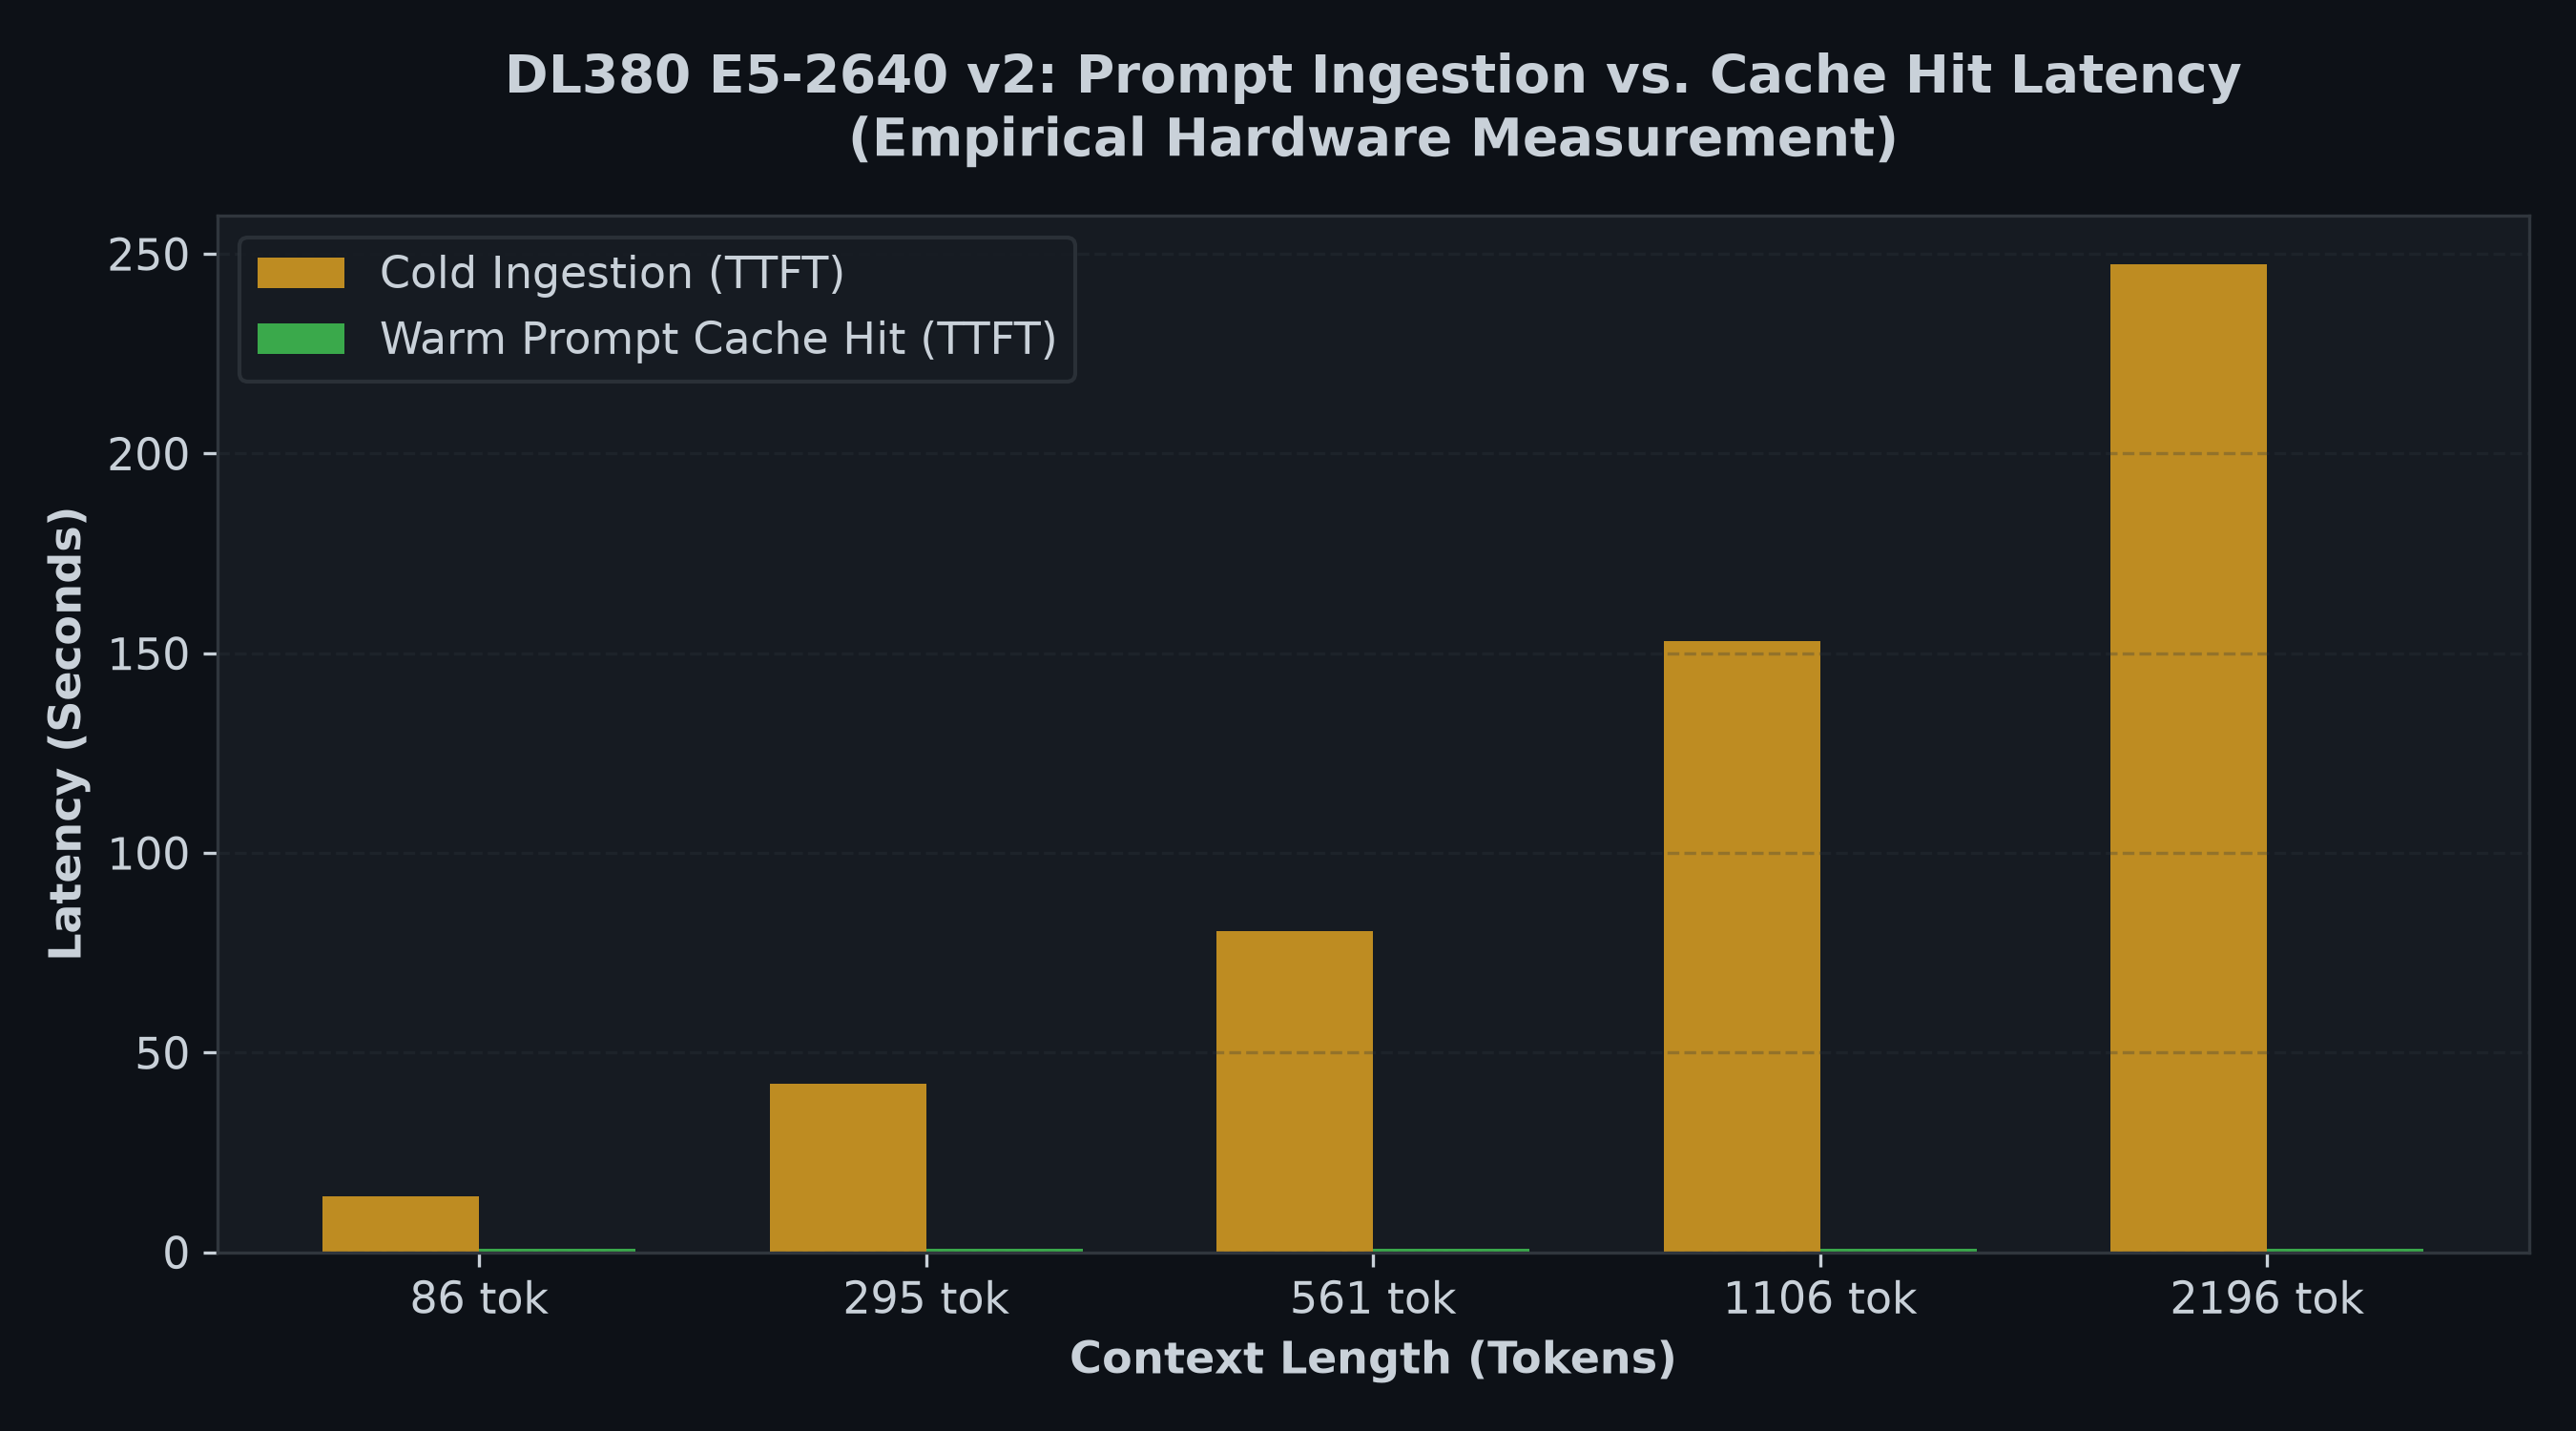 DL380 E5-2640 v2: Prompt Ingestion vs. Cache Hit Latency
(Empirical Hardware Measurement)
Cold Ingestion (TTFT)
Warm Prompt Cache Hit (TTFT)
Latency (Seconds)
250
200
150
100
50
0
86 tok
295 tok
561 tok
1106 tok
2196 tok
Context Length (Tokens)